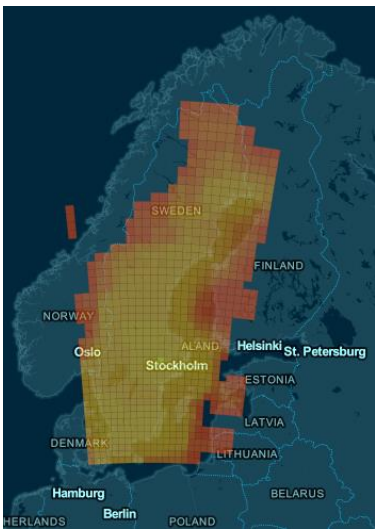 SWEDEN
FINLAND
NORWAY
Oslo
ALAND
Helsinki
St. Petersburg
Stockholm
ESTONIA
LATVIA
DENMARK
LITHUANIA
Hamburg
BELARUS
Berlin
HERLANDS
POLAND